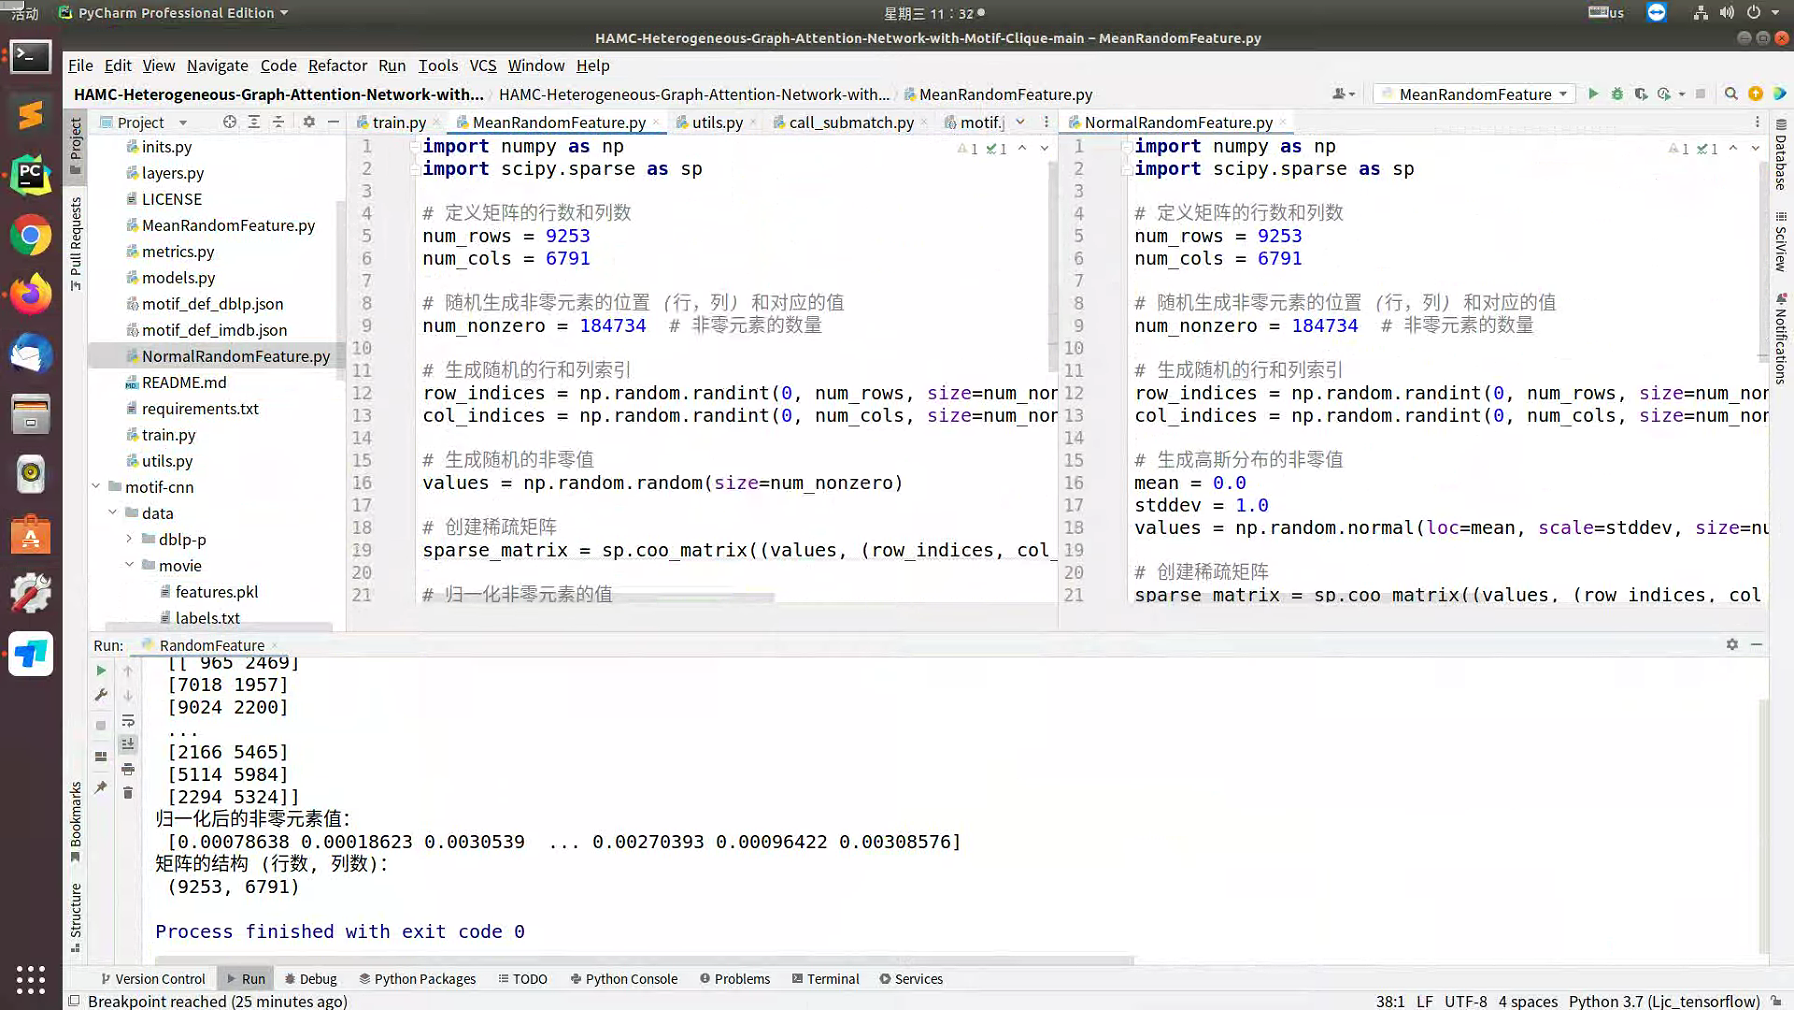 活动 PyCharm Professional Edition 星期三 11：32 us
HAMC-Heterogeneous-Graph-Attention-Network-with-Motif-Clique-main – MeanRandomFeature.py
File Edit View Navigate Code Refactor Run Tools VCS Window Help
HAMC-Heterogeneous-Graph-Attention-Network-with... HAMC-Heterogeneous-Graph-Attention-Network-with... MeanRandomFeature.py MeanRandomFeature
Project
Pull Requests
Bookmarks
Structure
Project
inits.py
layers.py
LICENSE
MeanRandomFeature.py
metrics.py
models.py
motif_def_dblp.json
motif_def_imdb.json
NormalRandomFeature.py
README.md
requirements.txt
train.py
utils.py
motif-cnn
data
dblp-p
movie
features.pkl
labels.txt
train.py MeanRandomFeature.py utils.py call_submatch.py motif.j
1 import numpy as np
2 import scipy.sparse as sp
3
4 # 定义矩阵的行数和列数
5 num_rows = 9253
6 num_cols = 6791
7
8 # 随机生成非零元素的位置 (行，列) 和对应的值
9 num_nonzero = 184734 # 非零元素的数量
10
11 # 生成随机的行和列索引
12 row_indices = np.random.randint(0, num_rows, size=num_nor
13 col_indices = np.random.randint(0, num_cols, size=num_nor
14
15 # 生成随机的非零值
16 values = np.random.random(size=num_nonzero)
17
18 # 创建稀疏矩阵
19 sparse_matrix = sp.coo_matrix((values, (row_indices, col_
20
21 # 归一化非零元素的值
1 1
NormalRandomFeature.py
1 import numpy as np
2 import scipy.sparse as sp
3
4 # 定义矩阵的行数和列数
5 num_rows = 9253
6 num_cols = 6791
7
8 # 随机生成非零元素的位置 (行，列) 和对应的值
9 num_nonzero = 184734 # 非零元素的数量
10
11 # 生成随机的行和列索引
12 row_indices = np.random.randint(0, num_rows, size=num_nor
13 col_indices = np.random.randint(0, num_cols, size=num_nor
14
15 # 生成高斯分布的非零值
16 mean = 0.0
17 stddev = 1.0
18 values = np.random.normal(loc=mean, scale=stddev, size=nu
19
20 # 创建稀疏矩阵
21 sparse_matrix = sp.coo_matrix((values, (row_indices, col
1 1
Database
SciView
Notifications
Run: RandomFeature
[[ 965 2469]
[7018 1957]
[9024 2200]
...
[2166 5465]
[5114 5984]
[2294 5324]]
归一化后的非零元素值：
[0.00078638 0.00018623 0.0030539 ... 0.00270393 0.00096422 0.00308576]
矩阵的结构 (行数, 列数)：
(9253, 6791)
Process finished with exit code 0
Version Control Run Debug Python Packages TODO Python Console Problems Terminal Services
Breakpoint reached (25 minutes ago) 38:1 LF UTF-8 4 spaces Python 3.7 (Ljc_tensorflow)